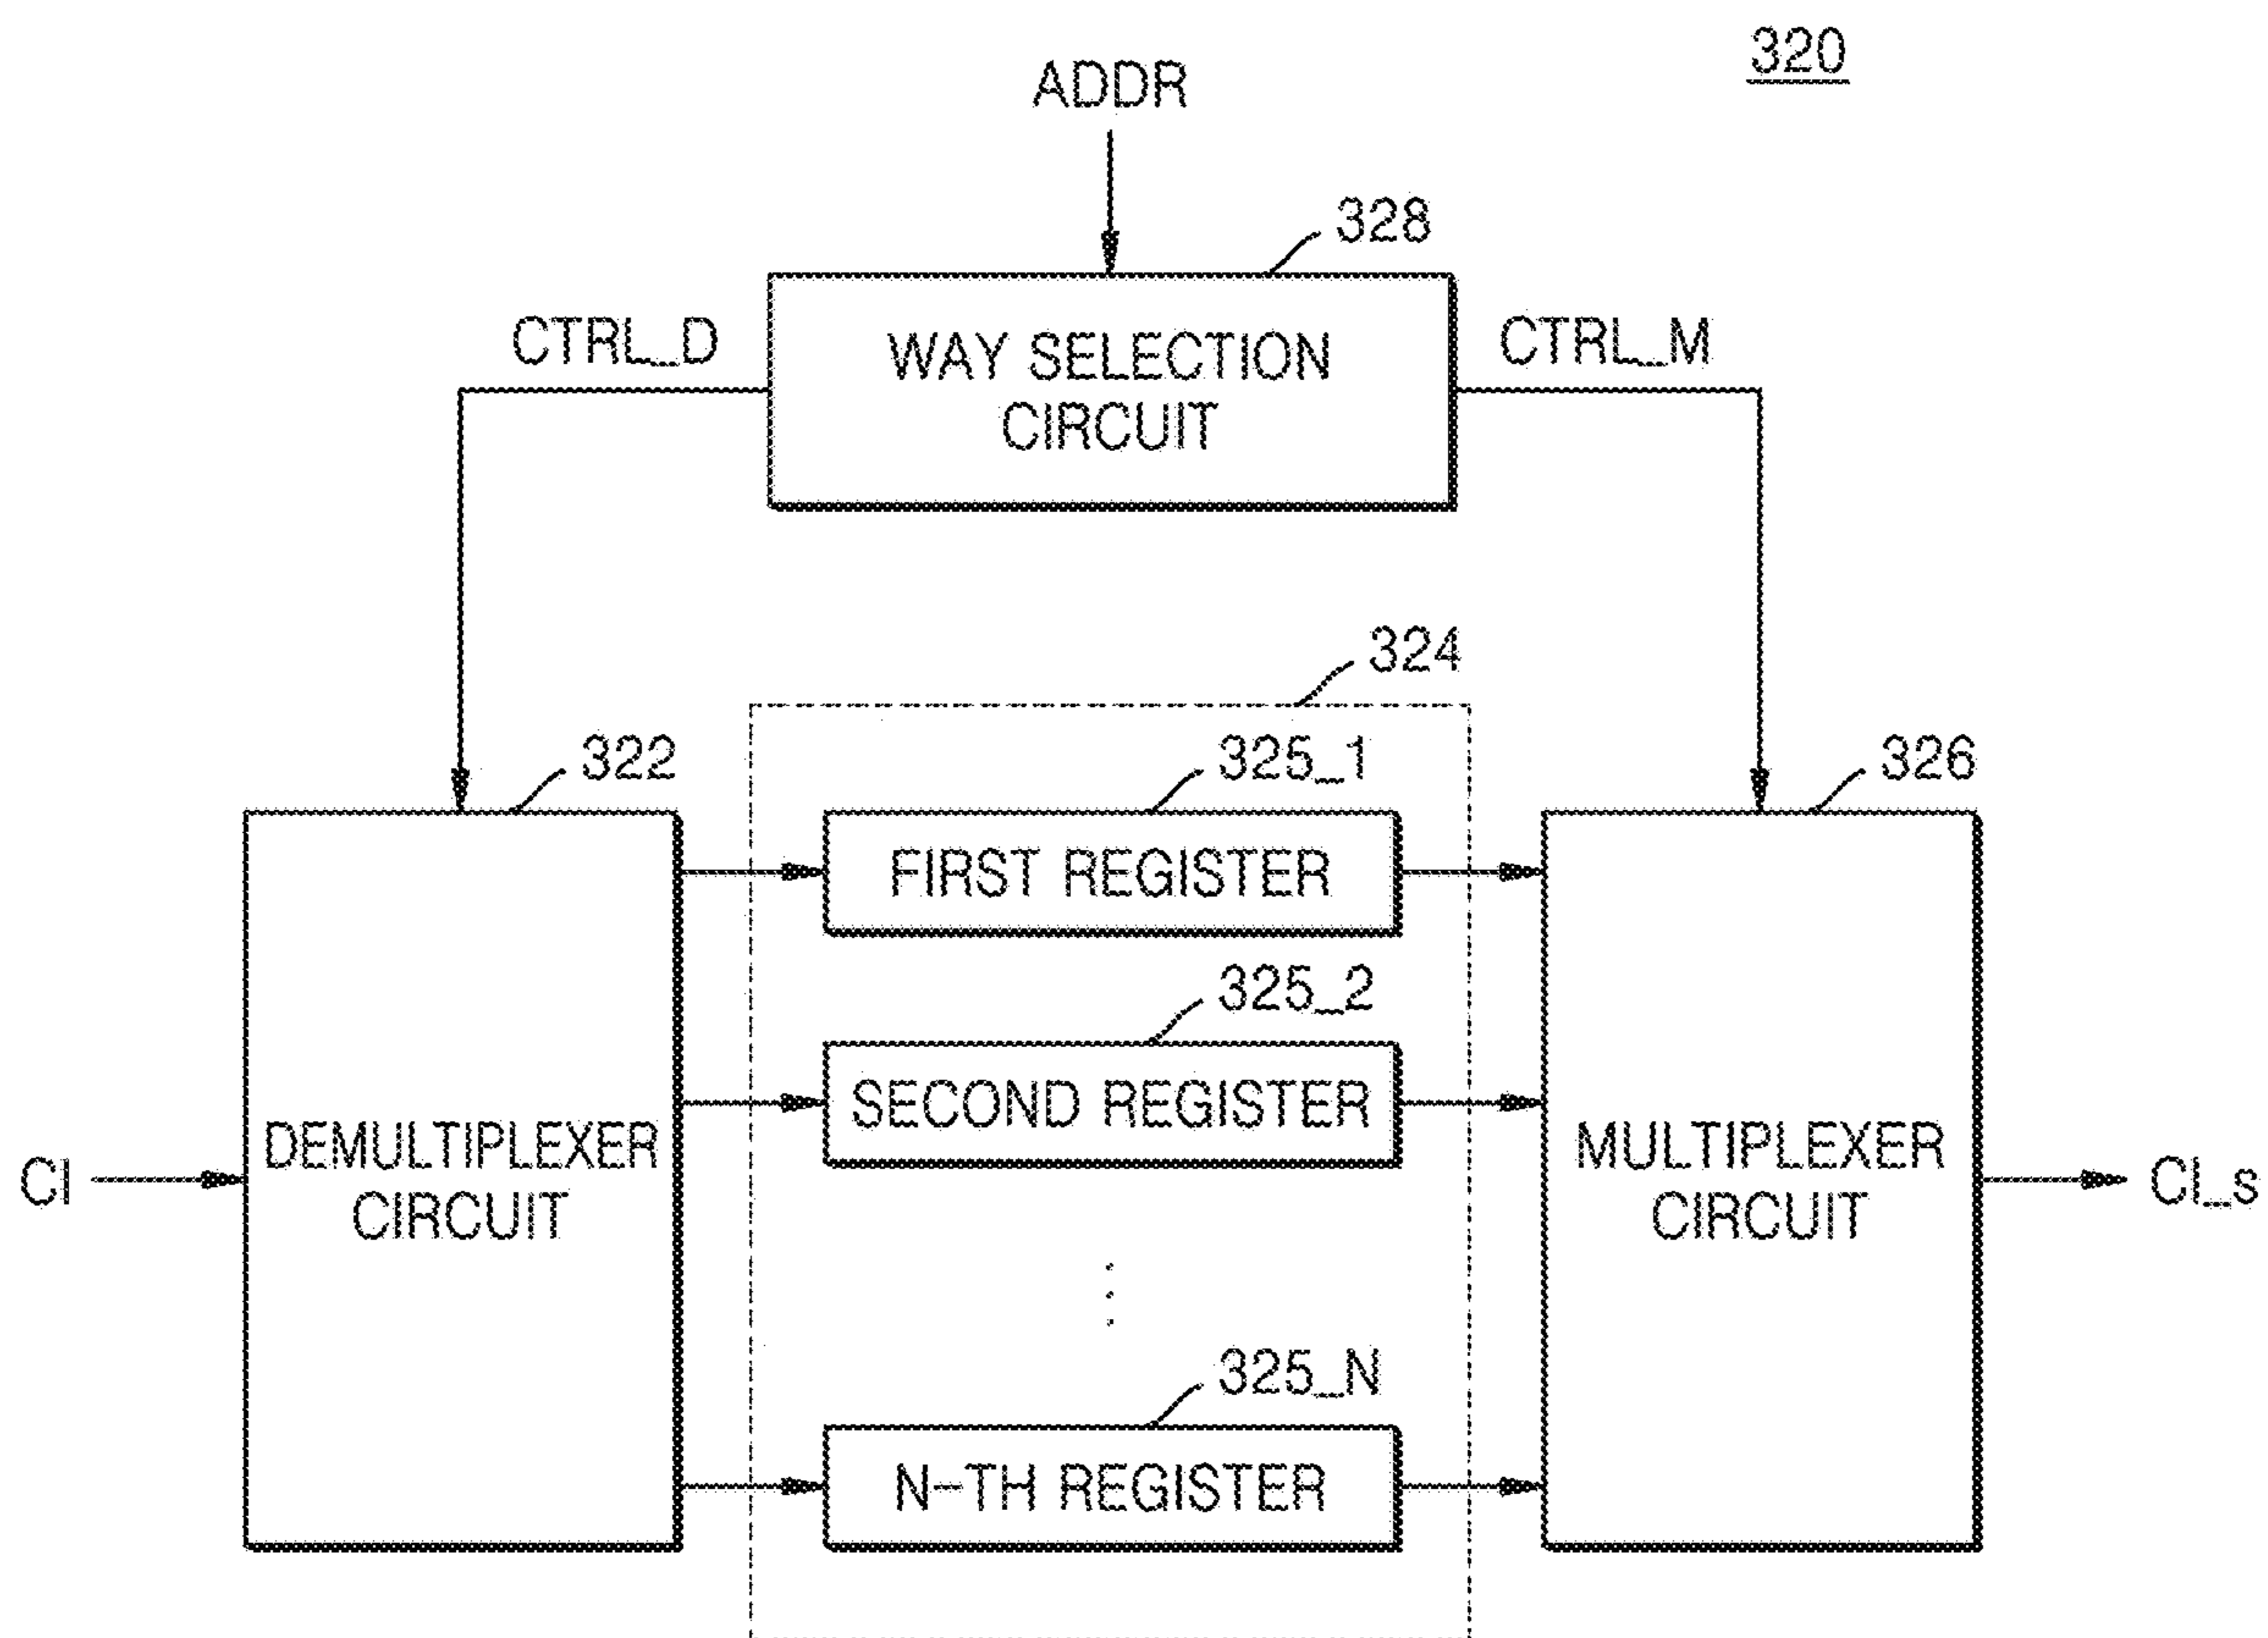 320
ADDR
328
CTRL_D
WAY SELECTION
CIRCUIT
CTRL_M
324
322
325_1
326
FIRST REGISTER
325_2
SECOND REGISTER
CI
DEMULTIPLEXER
CIRCUIT
MULTIPLEXER
CIRCUIT
CI_s
325_N
N-TH REGISTER